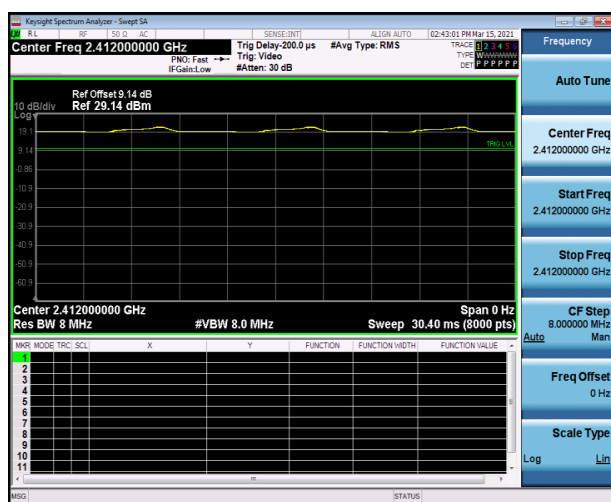 Keysight Spectrum Analyzer - Swept SA
LXI RL RF 50 Ω AC SENSE:INT ALIGN AUTO 02:43:01 PM Mar 15, 2021
Center Freq 2.412000000 GHz
PNO: Fast
IFGain:Low
Trig Delay-200.0 µs
Trig: Video
#Atten: 30 dB
#Avg Type: RMS
TRACE 1 2 3 4 5 6
TYPE WWWWWW
DET P P P P P P
Ref Offset 9.14 dB
10 dB/div Ref 29.14 dBm
Log
19.1
9.14
TRIG LVL
-0.86
-10.9
-20.9
-30.9
-40.9
-50.9
-60.9
Center 2.412000000 GHz Span 0 Hz
Res BW 8 MHz #VBW 8.0 MHz Sweep 30.40 ms (8000 pts)
MKR MODE TRC SCL X Y FUNCTION FUNCTION WIDTH FUNCTION VALUE
1
2
3
4
5
6
7
8
9
10
11
MSG STATUS
Frequency
Auto Tune
Center Freq
2.412000000 GHz
Start Freq
2.412000000 GHz
Stop Freq
2.412000000 GHz
CF Step
8.000000 MHz
Auto Man
Freq Offset
0 Hz
Scale Type
Log Lin